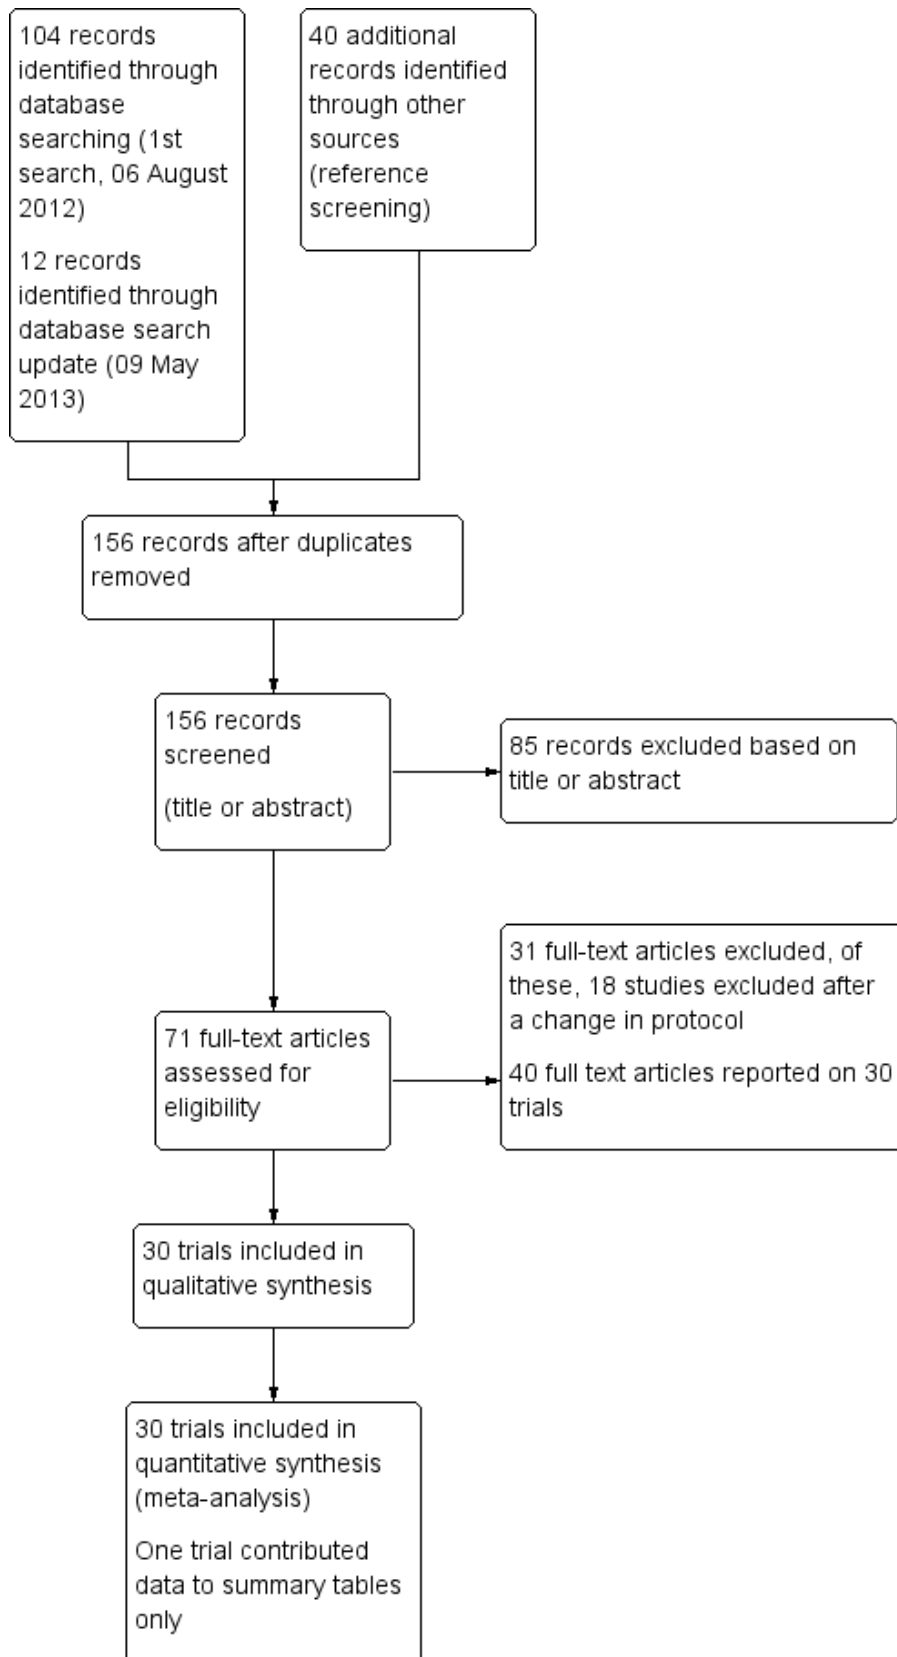 104 records
identified through
database
searching (1st
search, 06 August
2012)
12 records
identified through
database search
update (09 May
2013)
40 additional
records identified
through other
sources
(reference
screening)
156 records after duplicates
removed
156 records
screened
(title or abstract)
85 records excluded based on
title or abstract
71 full-text articles
assessed for
eligibility
31 full-text articles excluded, of
these, 18 studies excluded after
a change in protocol
40 full text articles reported on 30
trials
30 trials included in
qualitative synthesis
30 trials included in
quantitative synthesis
(meta-analysis)
One trial contributed
data to summary tables
only